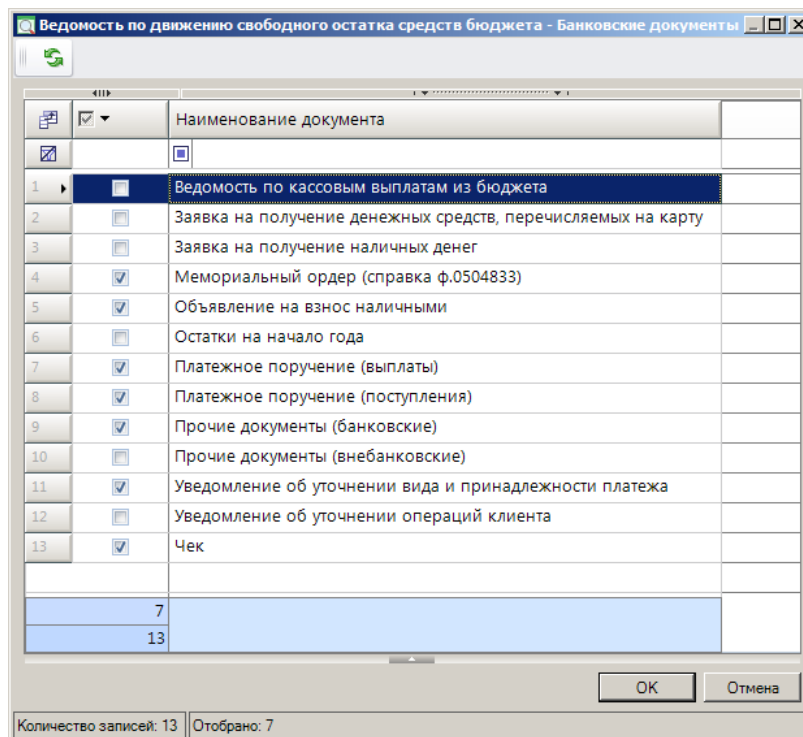 Ведомость по движению свободного остатка средств бюджета - Банковские документы
Наименование документа
1 Ведомость по кассовым выплатам из бюджета
2 Заявка на получение денежных средств, перечисляемых на карту
3 Заявка на получение наличных денег
4 Мемориальный ордер (справка ф.0504833)
5 Объявление на взнос наличными
6 Остатки на начало года
7 Платежное поручение (выплаты)
8 Платежное поручение (поступления)
9 Прочие документы (банковские)
10 Прочие документы (внебанковские)
11 Уведомление об уточнении вида и принадлежности платежа
12 Уведомление об уточнении операций клиента
13 Чек
7
13
OK Отмена
Количество записей: 13 Отобрано: 7